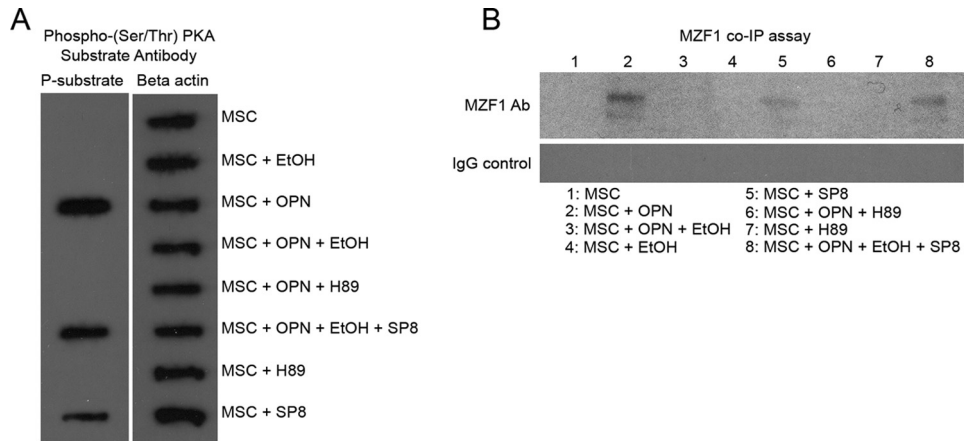 A
Phospho-(Ser/Thr) PKA
Substrate Antibody
P-substrate
Beta actin
MSC
MSC + EtOH
MSC + OPN
MSC + OPN + EtOH
MSC + OPN + H89
MSC + OPN + EtOH + SP8
MSC + H89
MSC + SP8
B
MZF1 co-IP assay
1 2 3 4 5 6 7 8
MZF1 Ab
IgG control
1: MSC
2: MSC + OPN
3: MSC + OPN + EtOH
4: MSC + EtOH
5: MSC + SP8
6: MSC + OPN + H89
7: MSC + H89
8: MSC + OPN + EtOH + SP8